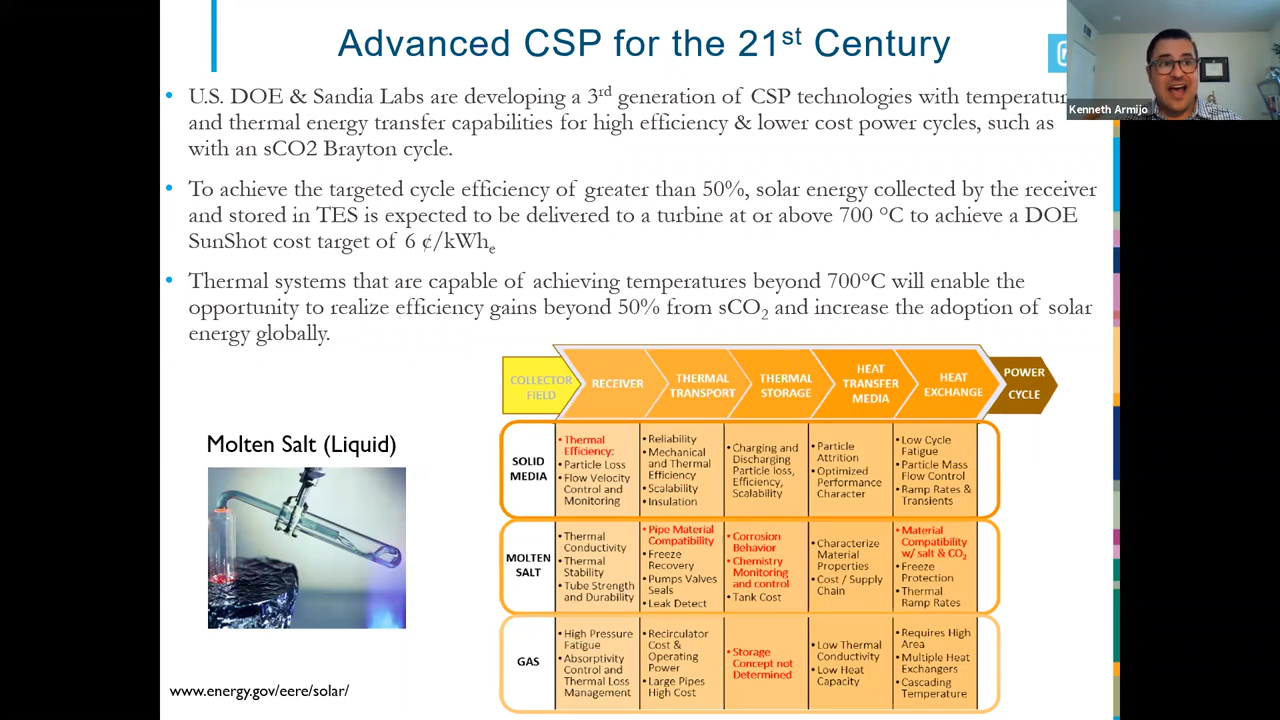 Advanced CSP for the 21st Century
Kenneth Armijo
• U.S. DOE & Sandia Labs are developing a 3rd generation of CSP technologies with
and thermal energy transfer capabilities for high efficiency & lower cost power cycles, such as
with an sCO2 Brayton cycle.
• To achieve the targeted cycle efficiency of greater than 50%, solar energy collected by the receiver
and stored in TES is expected to be delivered to a turbine at or above 700 °C to achieve a DOE
SunShot cost target of 6 ¢/kWhe
• Thermal systems that are capable of achieving temperatures beyond 700°C will enable the
opportunity to realize efficiency gains beyond 50% from sCO2 and increase the adoption of solar
energy globally.
COLLECTOR
FIELD
RECEIVER
THERMAL
TRANSPORT
THERMAL
STORAGE
HEAT
TRANSFER
MEDIA
HEAT
EXCHANGE
POWER
CYCLE
Molten Salt (Liquid)
SOLID
MEDIA
• Thermal
Efficiency:
• Particle Loss
• Flow Velocity
Control and
Monitoring
• Reliability
• Mechanical
and Thermal
Efficiency
• Scalability
• Insulation
• Charging and
Discharging
Particle loss,
Efficiency,
Scalability
• Particle
Attrition
• Optimized
Performance
Character
• Low Cycle
Fatigue
• Particle Mass
Flow Control
• Ramp Rates &
Transients
MOLTEN
SALT
• Thermal
Conductivity
• Thermal
Stability
• Tube Strength
and Durability
• Pipe Material
Compatibility
• Freeze
Recovery
• Pumps Valves
Seals
• Leak Detect
• Corrosion
Behavior
• Chemistry
Monitoring
and control
• Tank Cost
• Characterize
Material
Properties
• Cost / Supply
Chain
• Material
Compatibility
w/ salt & CO2
• Freeze
Protection
• Thermal
Ramp Rates
GAS
• High Pressure
Fatigue
• Absorptivity
Control and
Thermal Loss
Management
• Recirculator
Cost &
Operating
Power
• Large Pipes
High Cost
• Storage
Concept not
Determined
• Low Thermal
Conductivity
• Low Heat
Capacity
• Requires High
Area
• Multiple Heat
Exchangers
• Cascading
Temperature
www.energy.gov/eere/solar/